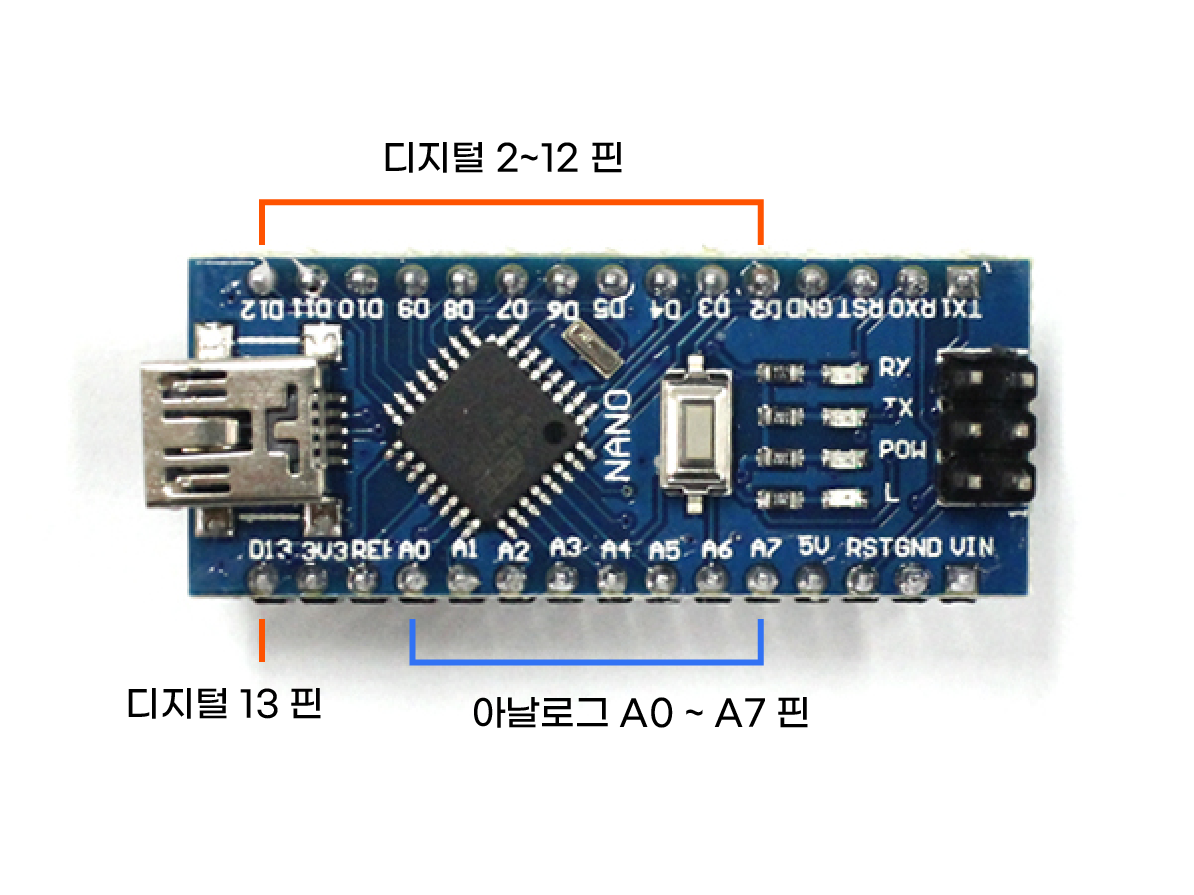 디지털 2~12 핀
D12 D11 D10 D9 D8 D7 D6 D5 D4 D3 D2 GND RST RX0 TX1
RX
TX
POW
L
NANO
1
D13 3V3 REF A0 A1 A2 A3 A4 A5 A6 A7 5V RST GND VIN
디지털 13 핀
아날로그 A0 ~ A7 핀